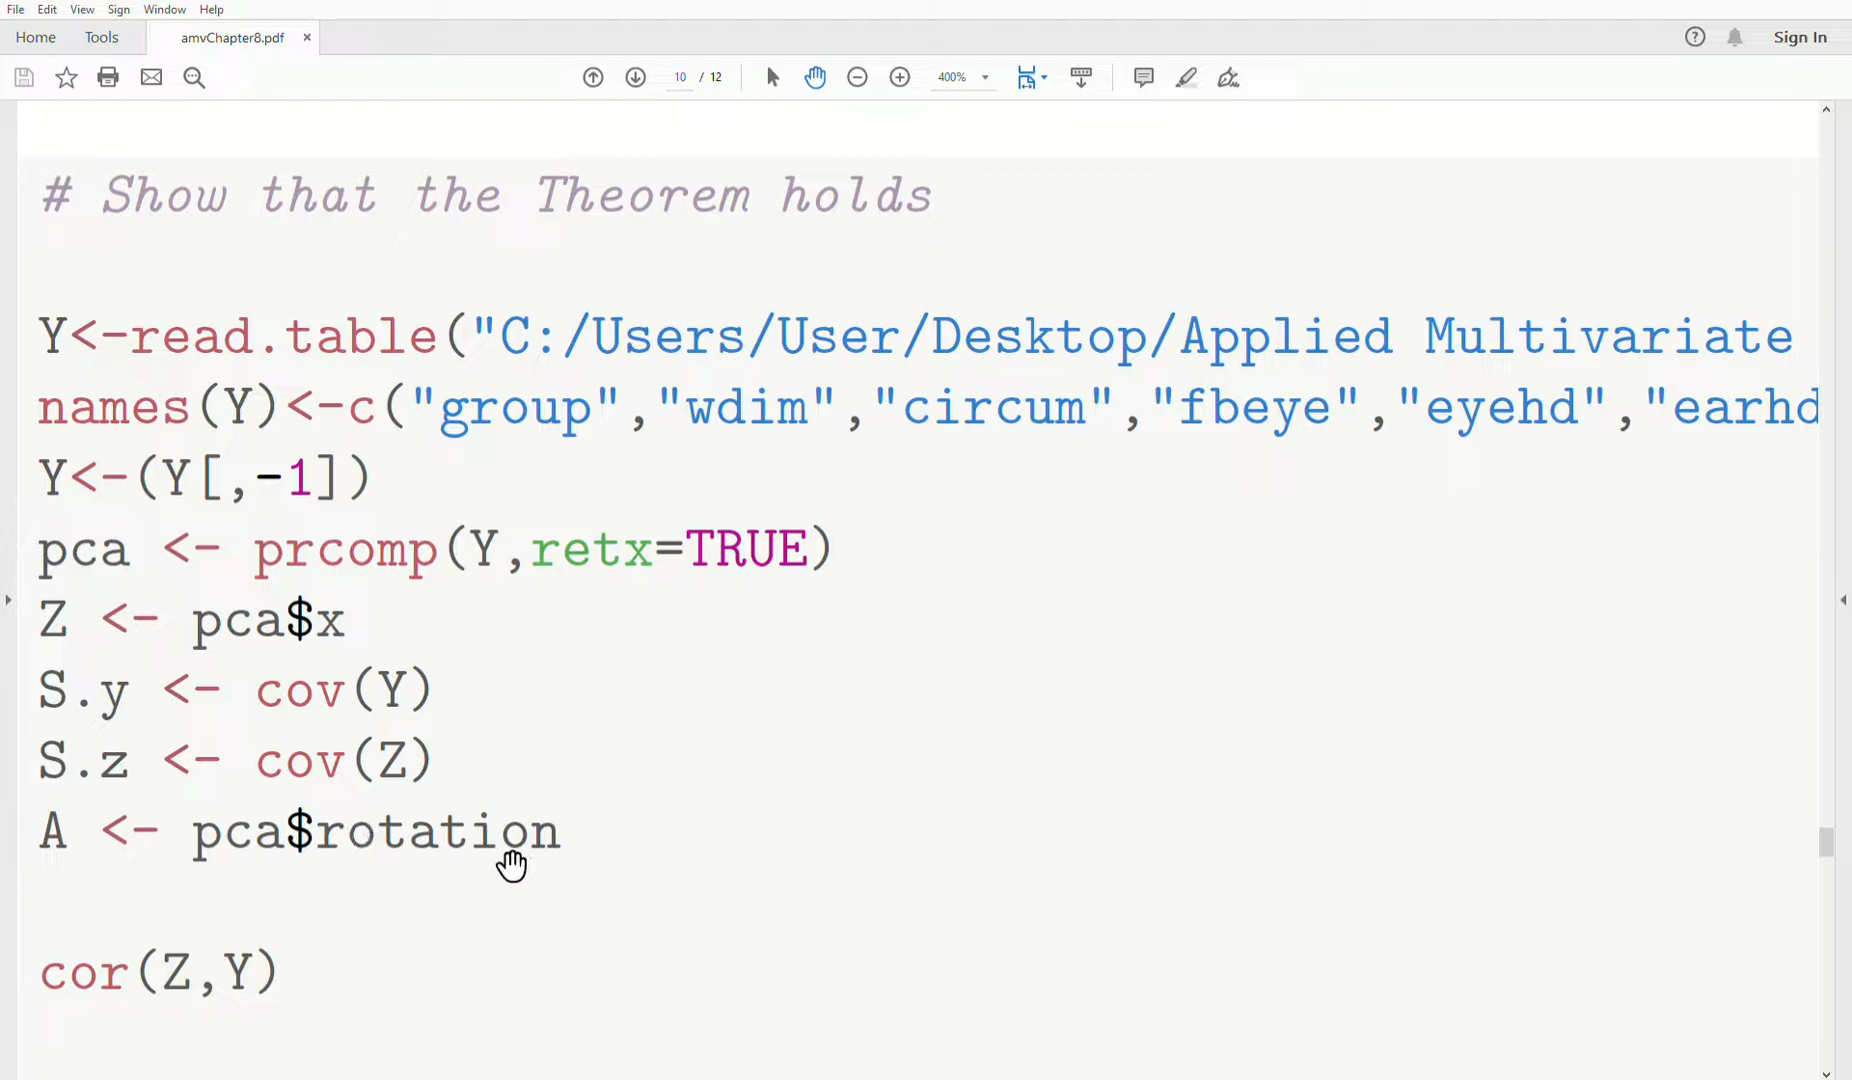 File Edit View Sign Window Help
Home Tools amvChapter8.pdf × Sign In
10 / 12 400%
# Show that the Theorem holds
Y<-read.table("C:/Users/User/Desktop/Applied Multivariate
names(Y)<-c("group","wdim","circum","fbeye","eyehd","earhd
Y<-(Y[,-1])
pca <- prcomp(Y,retx=TRUE)
Z <- pca$x
S.y <- cov(Y)
S.z <- cov(Z)
A <- pca$rotation
cor(Z,Y)